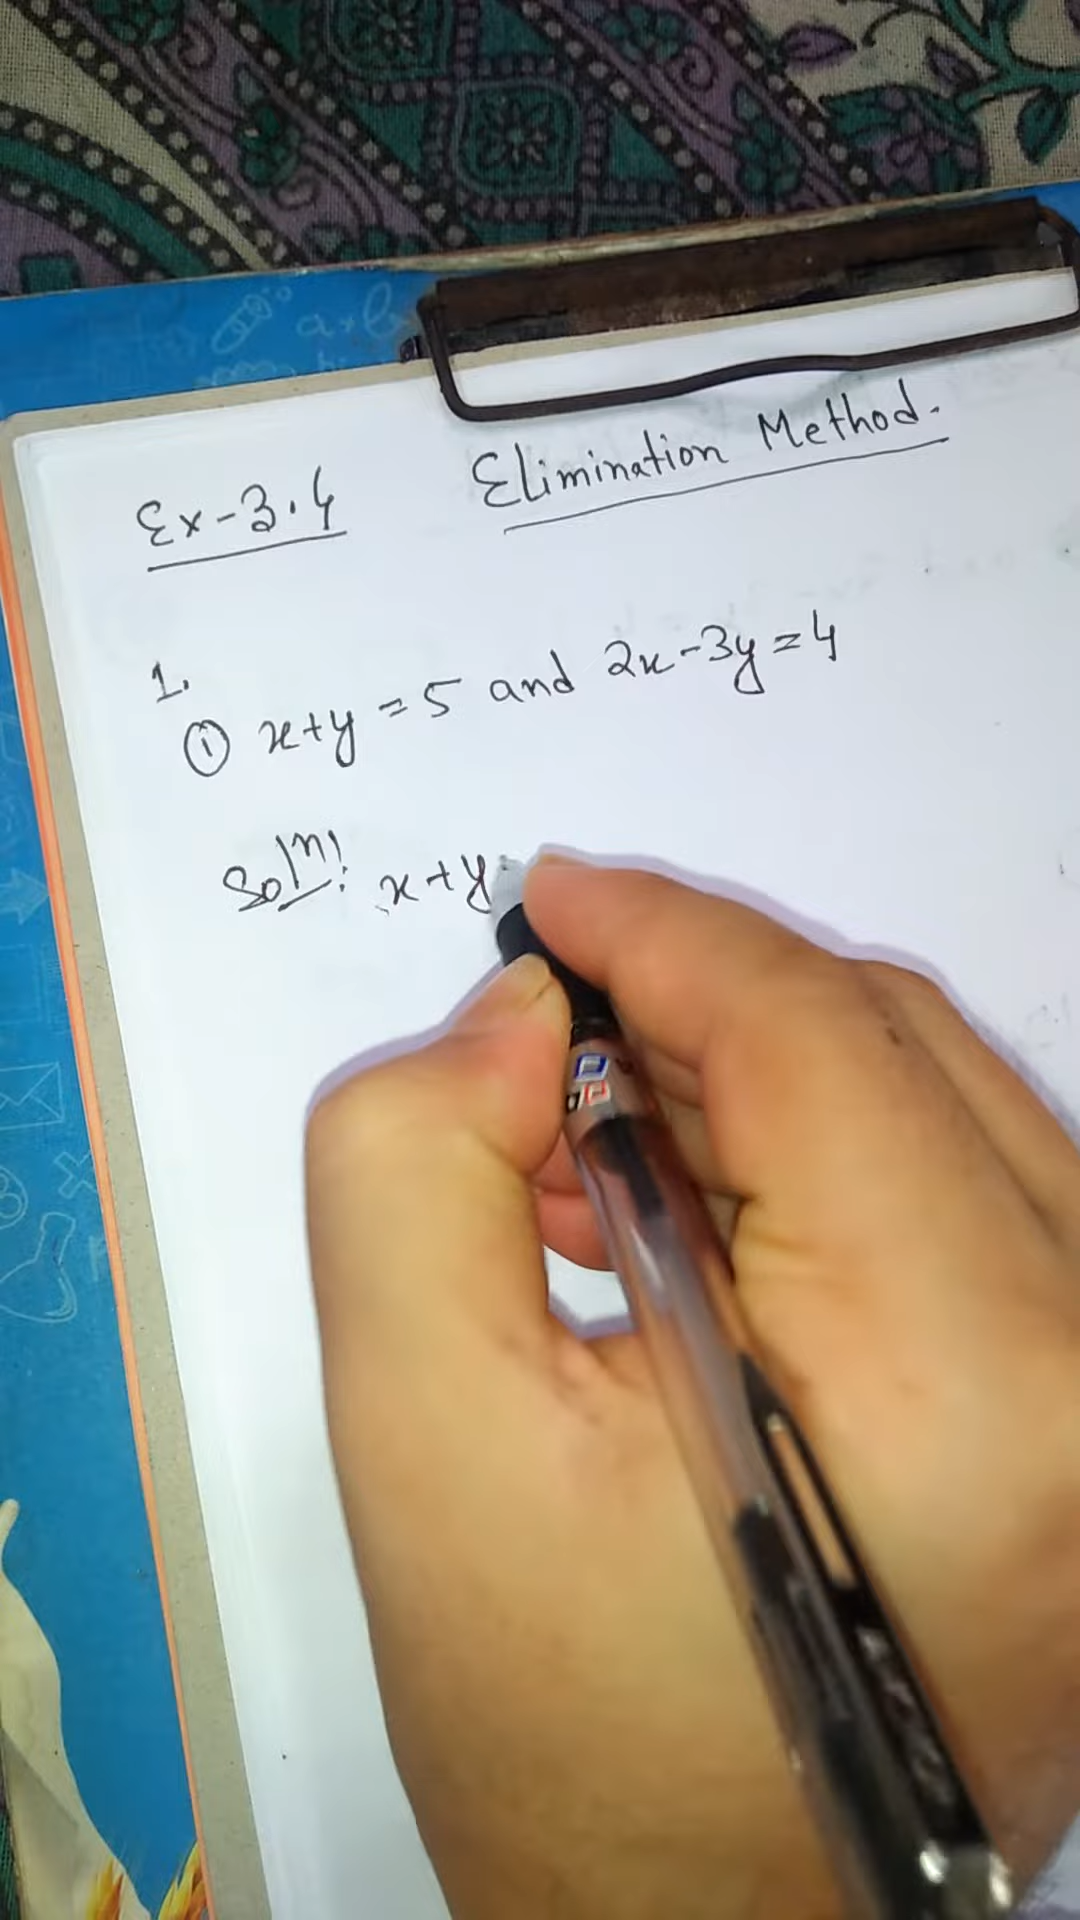 Ex-3.4 Elimination Method.
1.
(i) x+y = 5 and 2x-3y = 4
Solⁿ: x+y